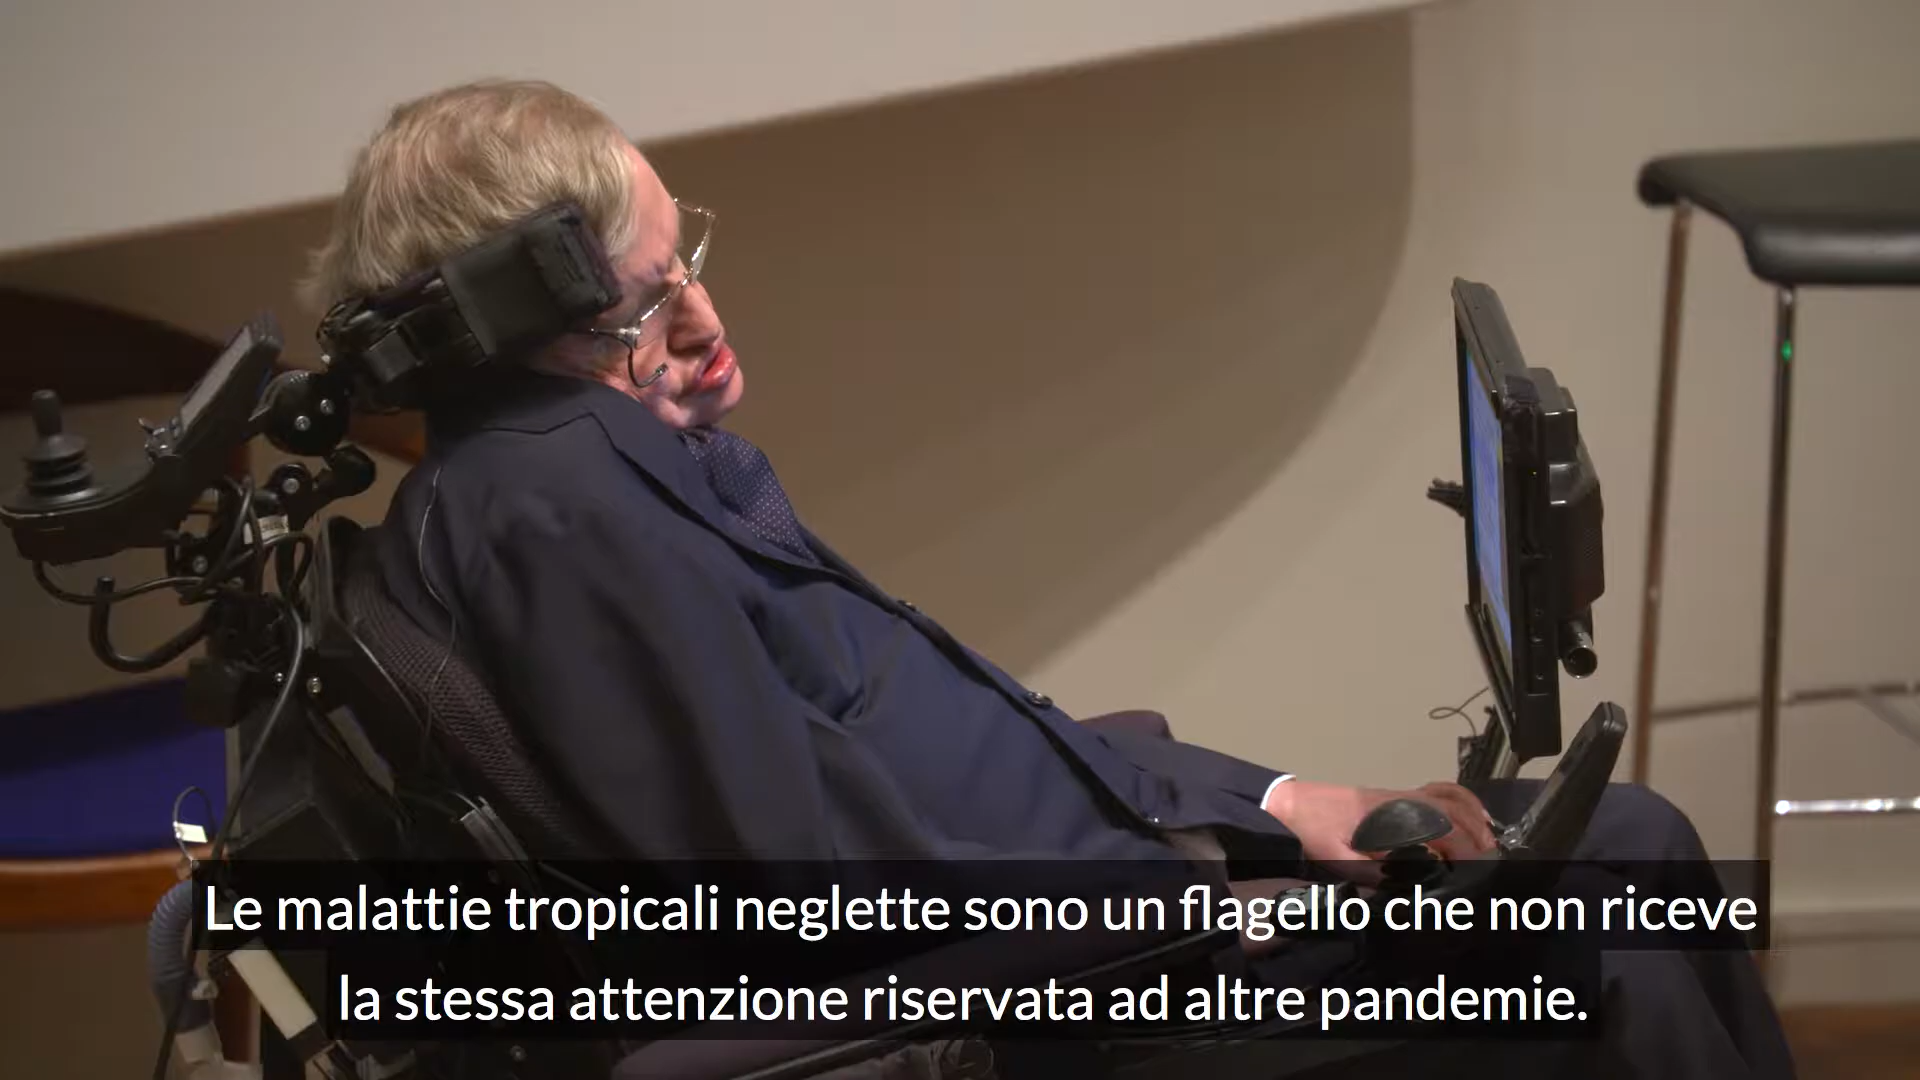 Le malattie tropicali neglette sono un flagello che non riceve
la stessa attenzione riservata ad altre pandemie.